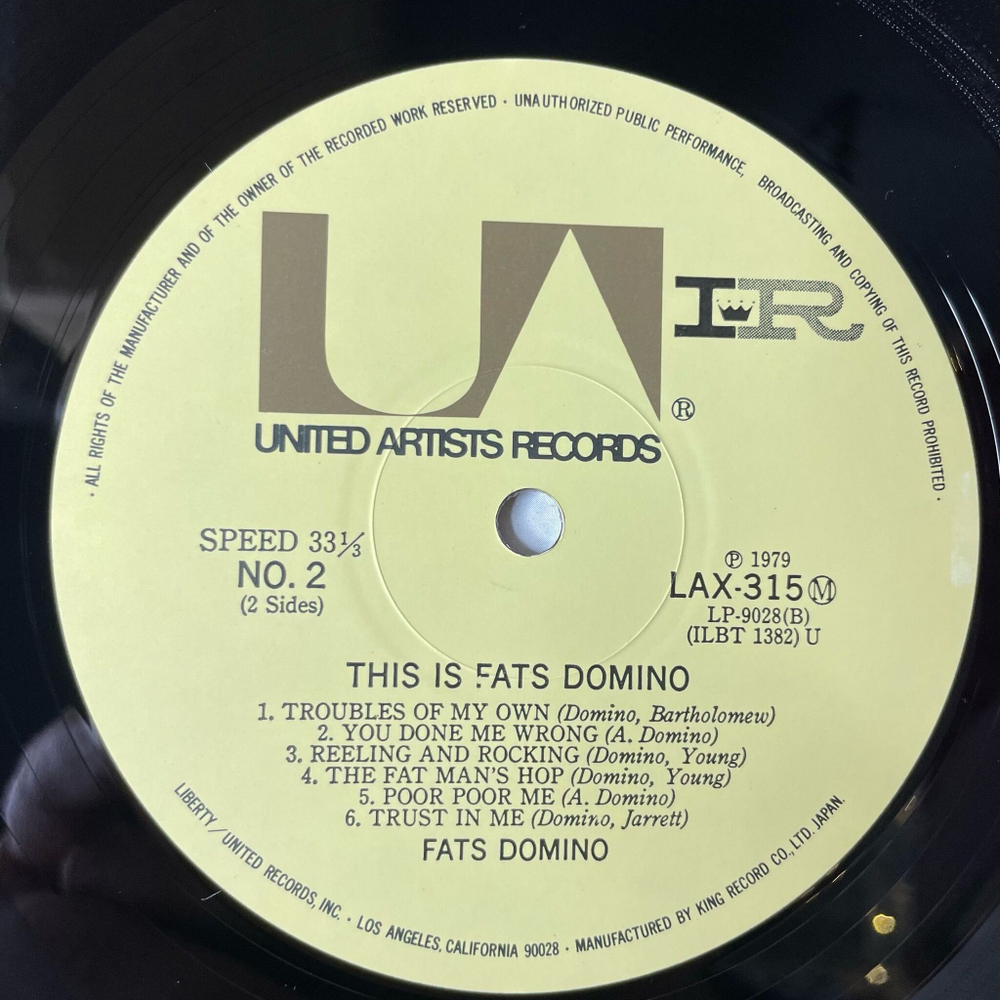 · ALL RIGHTS OF THE MANUFACTURER AND OF THE OWNER OF THE RECORDED WORK RESERVED · UNAUTHORIZED PUBLIC PERFORMANCE, BROADCASTING AND COPYING OF THIS RECORD PROHIBITED ·
UA
IR
®
UNITED ARTISTS RECORDS
SPEED 33⅓
NO. 2
(2 Sides)
℗ 1979
LAX-315 Ⓜ
LP-9028(B)
(ILBT 1382) U
THIS IS FATS DOMINO
1. TROUBLES OF MY OWN (Domino, Bartholomew)
2. YOU DONE ME WRONG (A. Domino)
3. REELING AND ROCKING (Domino, Young)
4. THE FAT MAN'S HOP (Domino, Young)
5. POOR POOR ME (A. Domino)
6. TRUST IN ME (Domino, Jarrett)
FATS DOMINO
LIBERTY/UNITED RECORDS, INC. · LOS ANGELES, CALIFORNIA 90028 · MANUFACTURED BY KING RECORD CO., LTD. JAPAN.